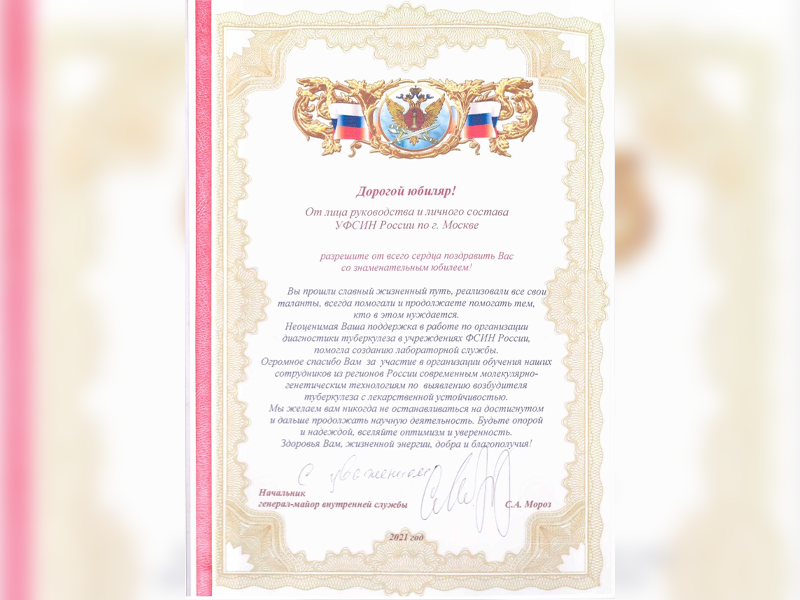 Дорогой юбиляр!
От лица руководства и личного состава
УФСИН России по г. Москве
разрешите от всего сердца поздравить Вас
со знаменательным юбилеем!
Вы прошли славный жизненный путь, реализовали все свои
таланты, всегда помогали и продолжаете помогать тем,
кто в этом нуждается.
Неоценимая Ваша поддержка в работе по организации
диагностики туберкулеза в учреждениях ФСИН России,
помогла созданию лабораторной службы.
Огромное спасибо Вам за участие в организации обучения наших
сотрудников из регионов России современным молекулярно-
генетическим технологиям по выявлению возбудителя
туберкулеза с лекарственной устойчивостью.
Мы желаем вам никогда не останавливаться на достигнутом
и дальше продолжать научную деятельность. Будьте опорой
и надеждой, вселяйте оптимизм и уверенность.
Здоровья Вам, жизненной энергии, добра и благополучия!
С уважением
Начальник
генерал-майор внутренней службы С.А. Мороз
2021 год